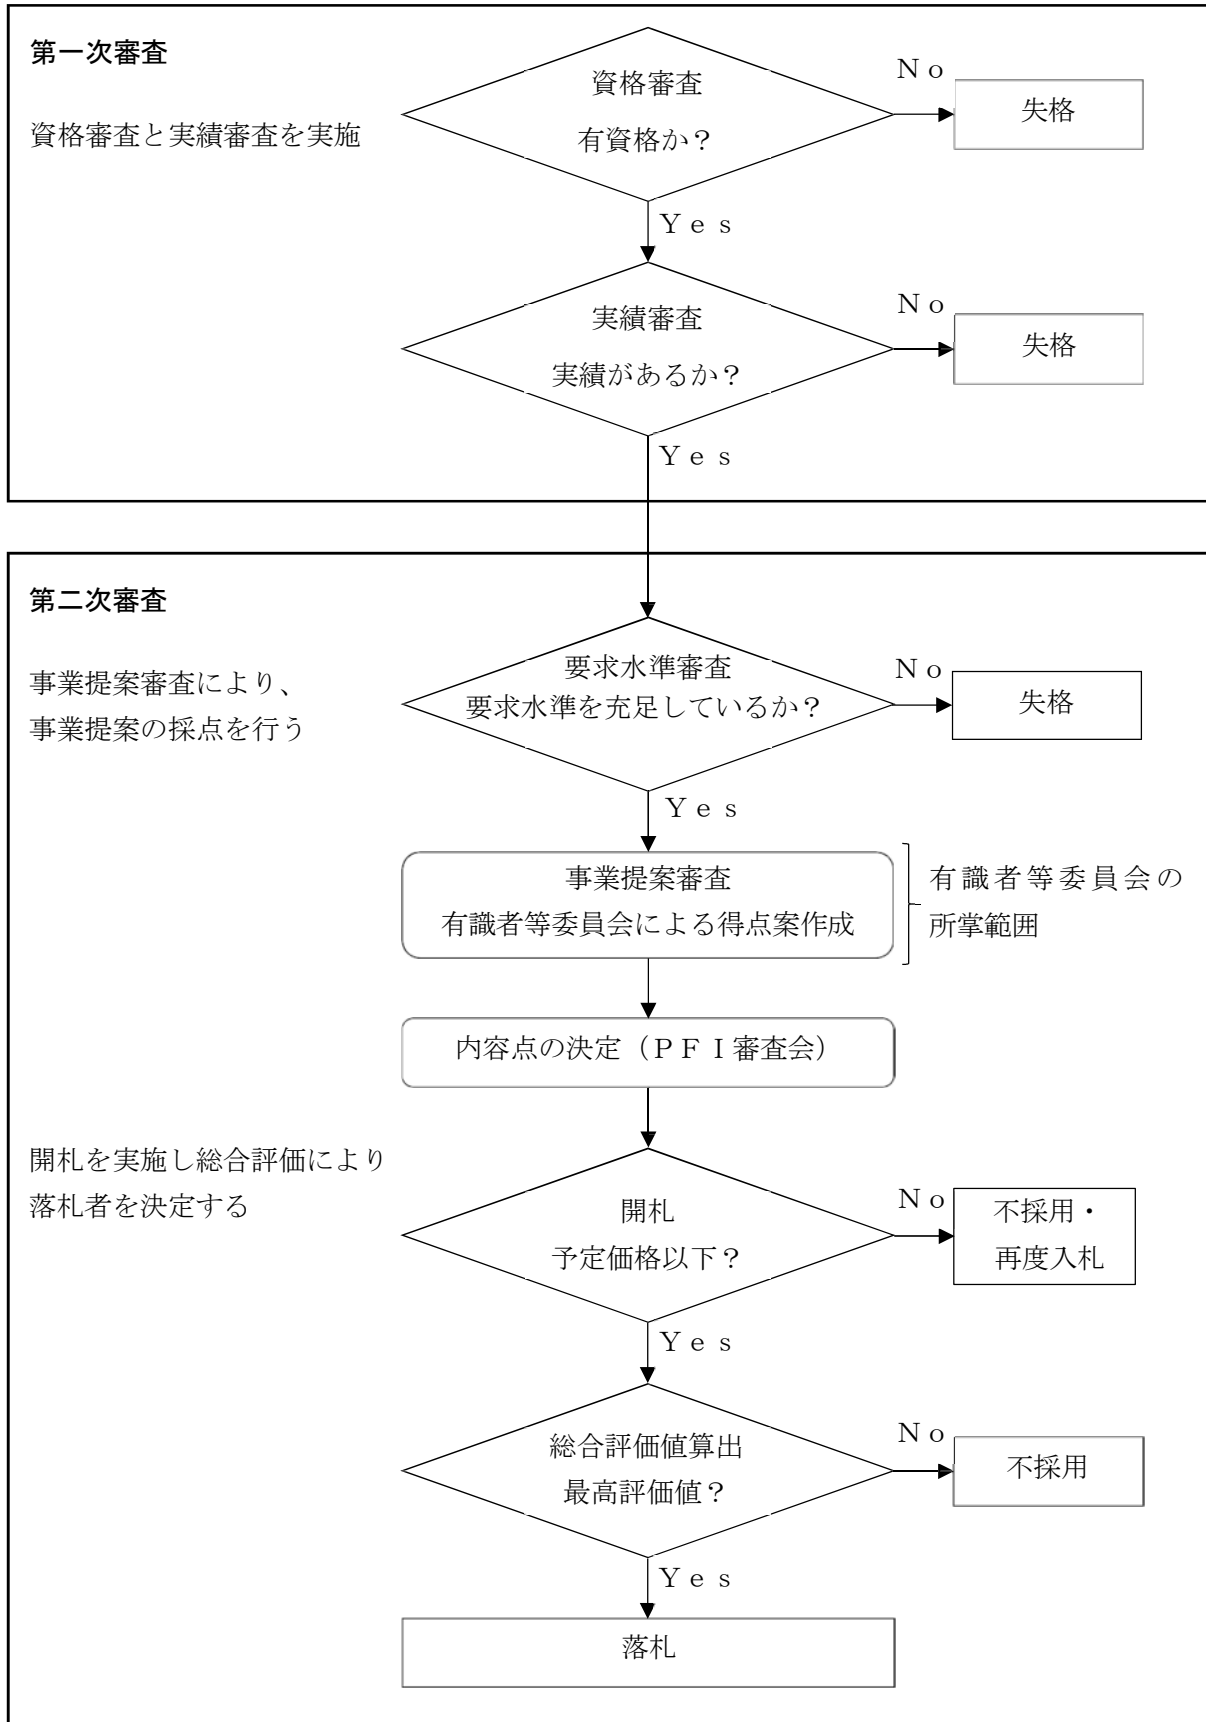 第一次審査
資格審査と実績審査を実施
資格審査
有資格か？
Ｎｏ
失格
Ｙｅｓ
実績審査
実績があるか？
Ｎｏ
失格
Ｙｅｓ
第二次審査
事業提案審査により、
事業提案の採点を行う
要求水準審査
要求水準を充足しているか？
Ｎｏ
失格
Ｙｅｓ
事業提案審査
有識者等委員会による得点案作成
有識者等委員会の
所掌範囲
内容点の決定（ＰＦＩ審査会）
開札を実施し総合評価により
落札者を決定する
開札
予定価格以下？
Ｎｏ
不採用・
再度入札
Ｙｅｓ
総合評価値算出
最高評価値？
Ｎｏ
不採用
Ｙｅｓ
落札